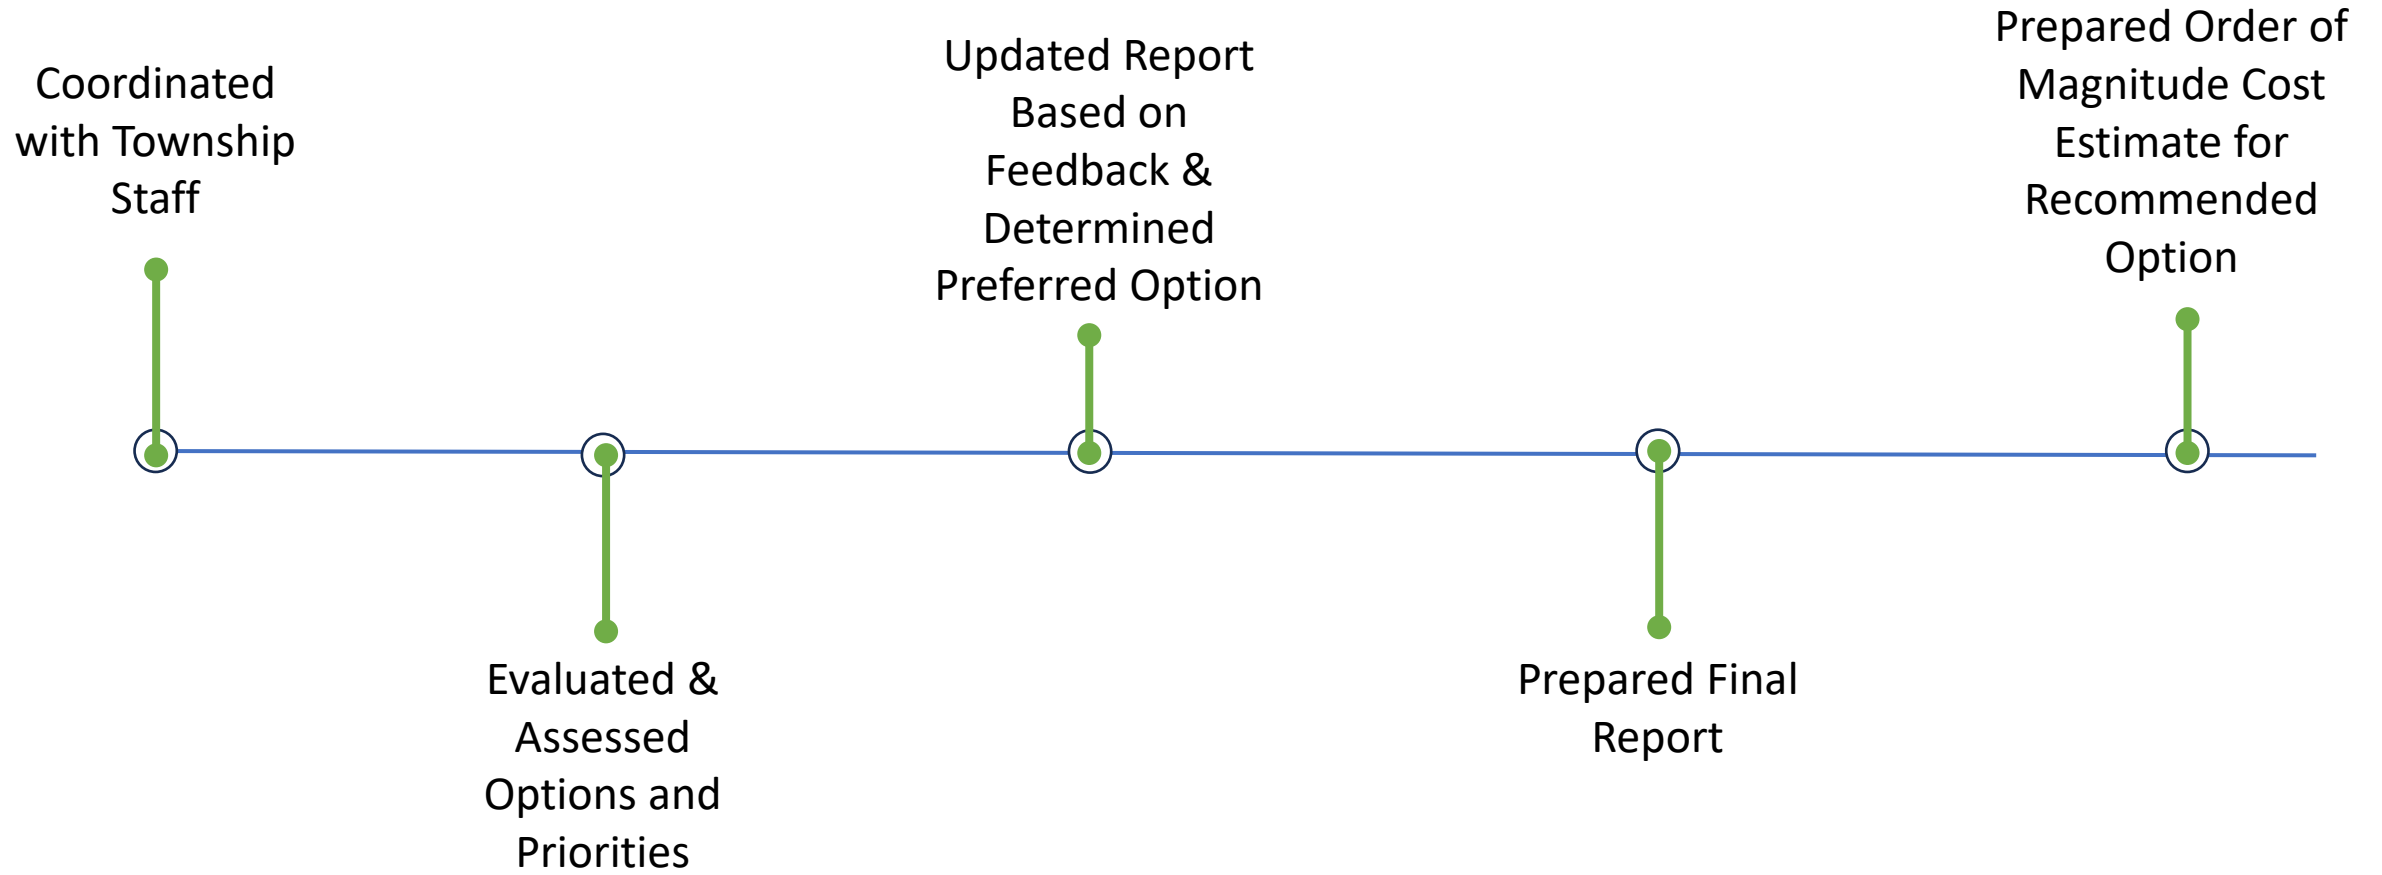 Coordinated
with Township
Staff
Evaluated &
Assessed
Options and
Priorities
Updated Report
Based on
Feedback &
Determined
Preferred Option
Prepared Final
Report
Prepared Order of
Magnitude Cost
Estimate for
Recommended
Option